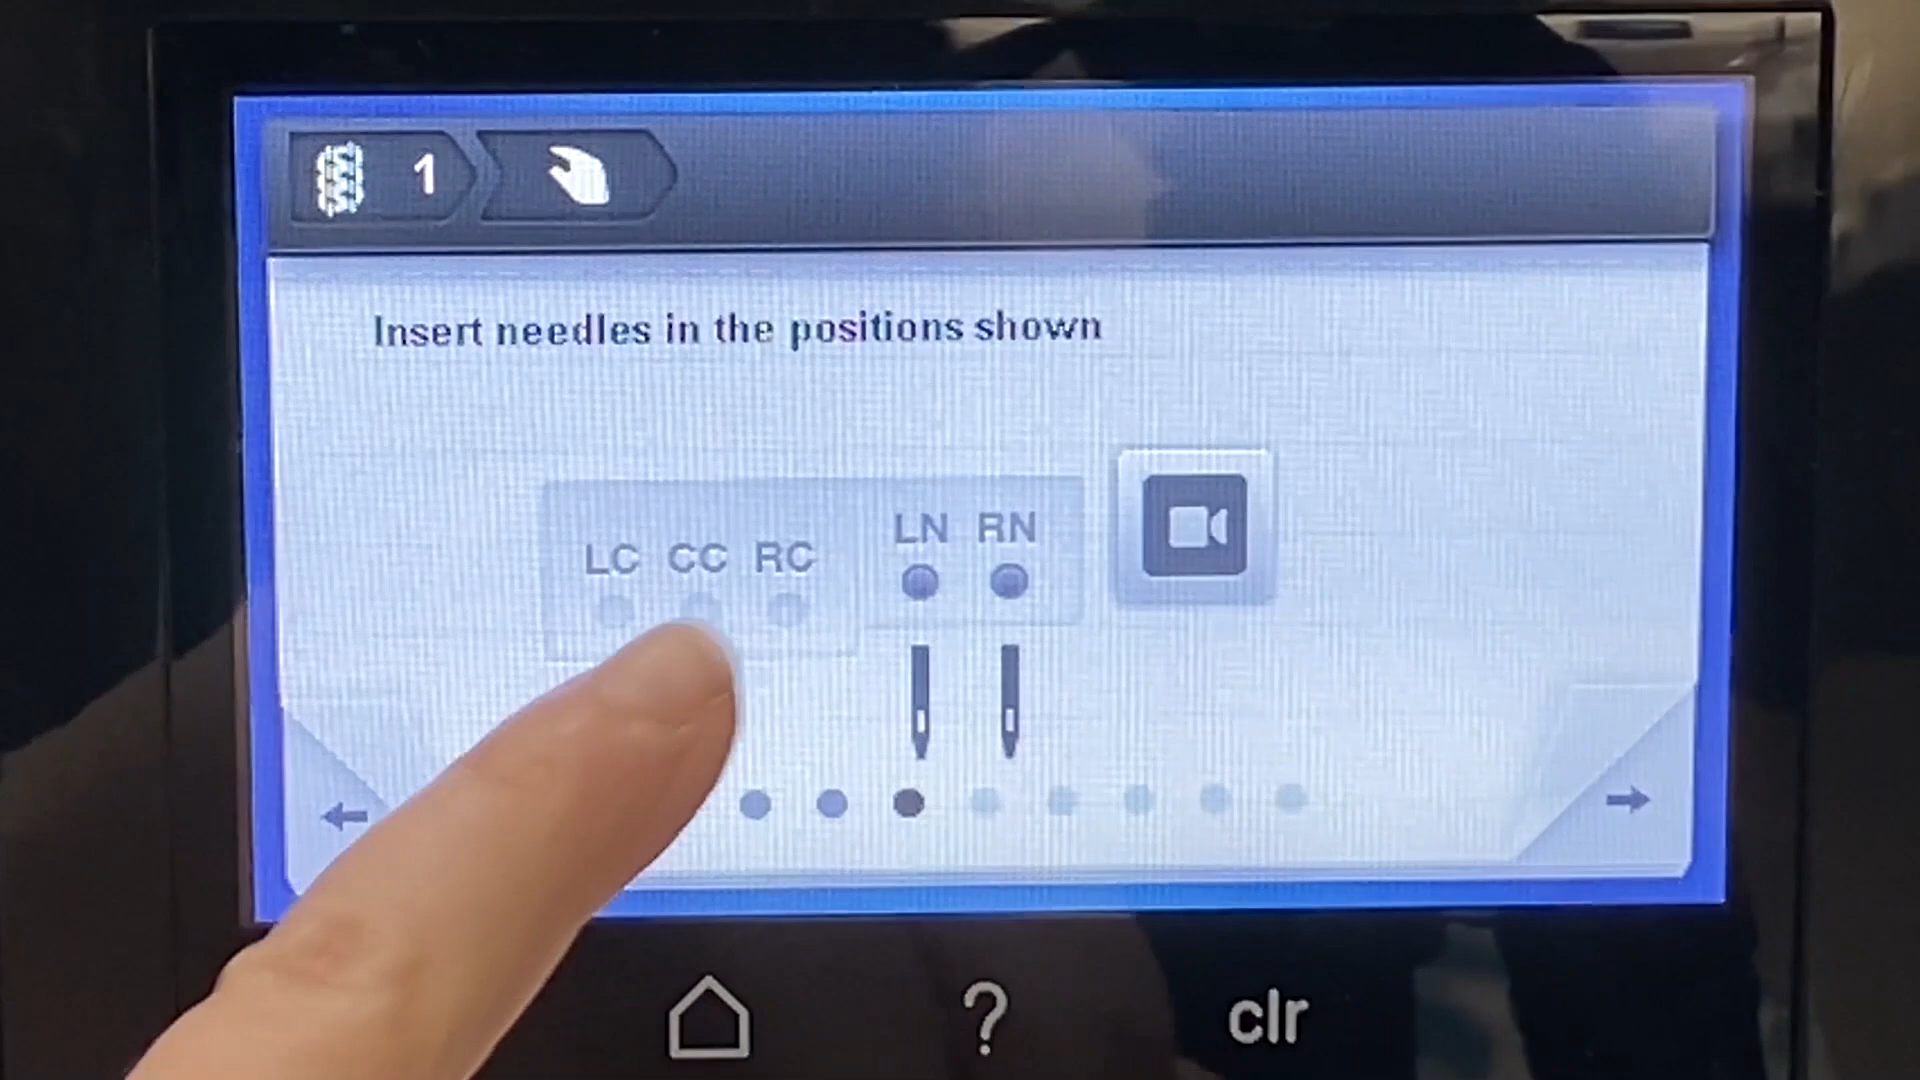 1
Insert needles in the positions shown
LC CC RC LN RN
? clr